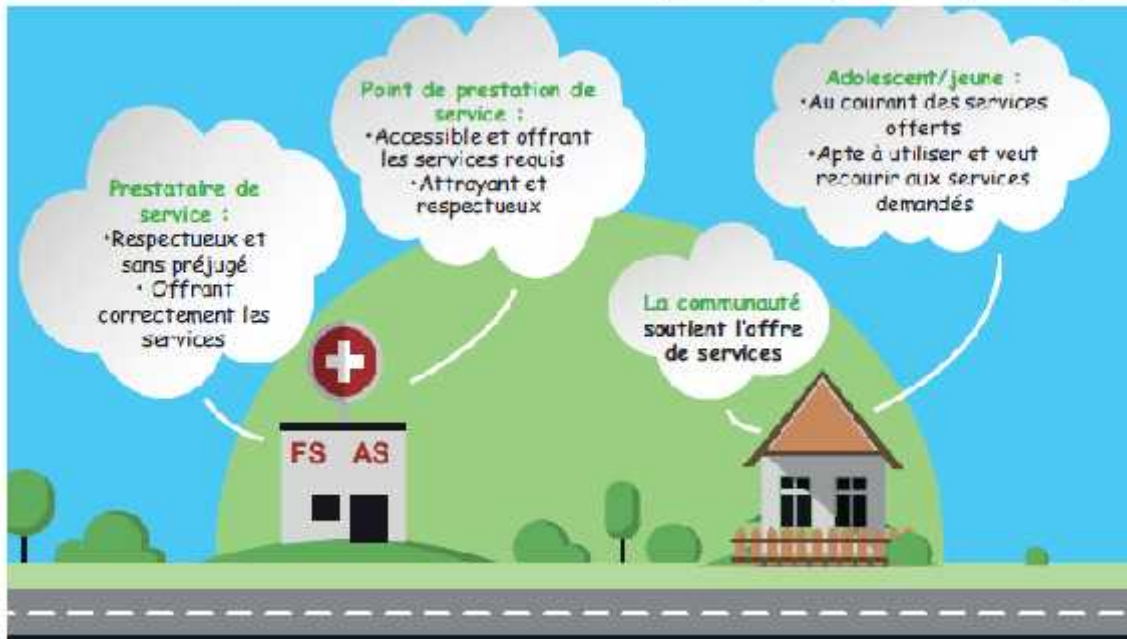 Prestataire de
service :
•Respectueux et
sans préjugé
• Offrant
correctement les
services
Point de prestation de
service :
•Accessible et offrant
les services requis
•Attrayant et
respectueux
La communauté
soutient l'offre
de services
Adolescent/jeune :
•Au courant des services
offerts
•Apte à utiliser et veut
recourir aux services
demandés
FS AS